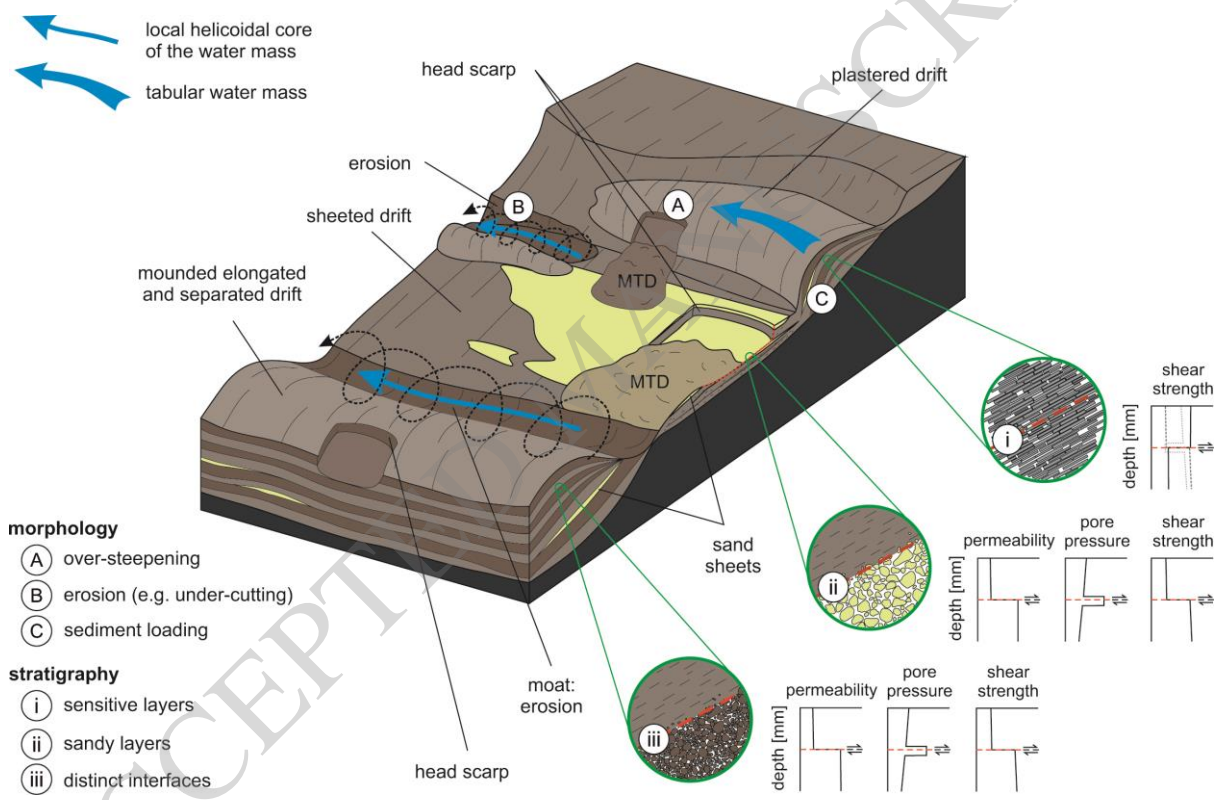 local helicoidal core
of the water mass
tabular water mass
head scarp
plastered drift
erosion
sheeted drift
mounded elongated
and separated drift
B
A
MTD
C
MTD
i
shear
strength
depth [mm]
sand
sheets
ii
permeability
pore
pressure
shear
strength
depth [mm]
morphology
A over-steepening
B erosion (e.g. under-cutting)
C sediment loading
stratigraphy
i sensitive layers
ii sandy layers
iii distinct interfaces
head scarp
moat:
erosion
iii
permeability
pore
pressure
shear
strength
depth [mm]
CCEPTED MANUSCRI